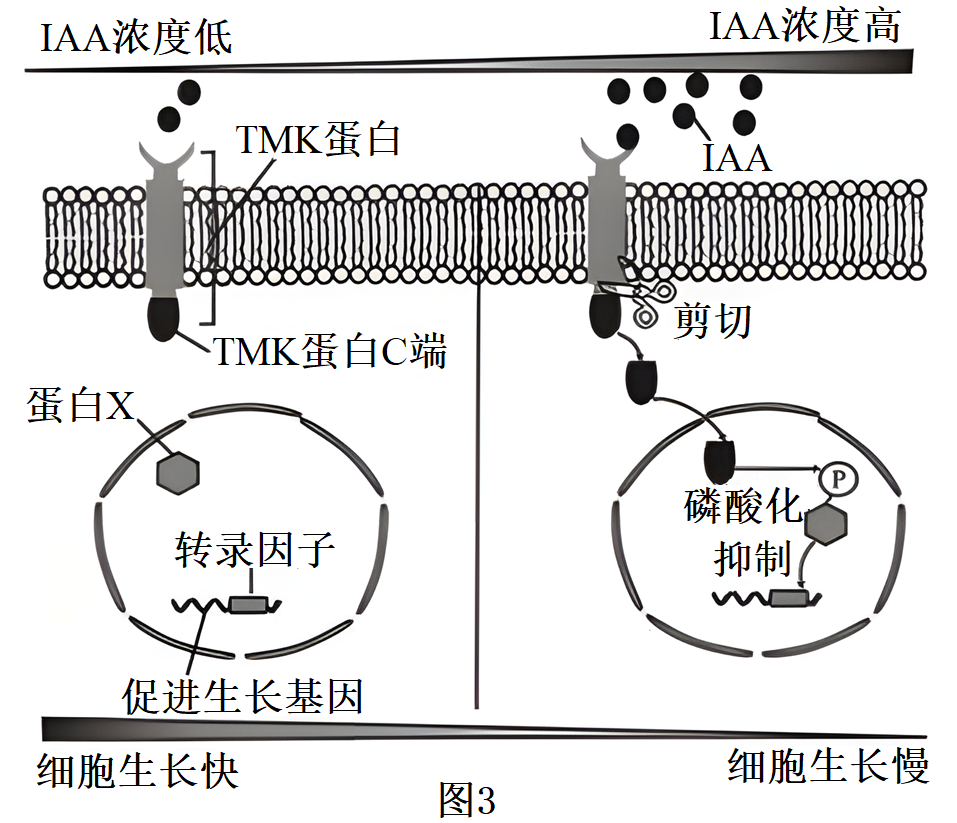 IAA浓度低
IAA浓度高
TMK蛋白
IAA
剪切
TMK蛋白C端
蛋白X
P
磷酸化
转录因子
抑制
促进生长基因
细胞生长快
细胞生长慢
图3